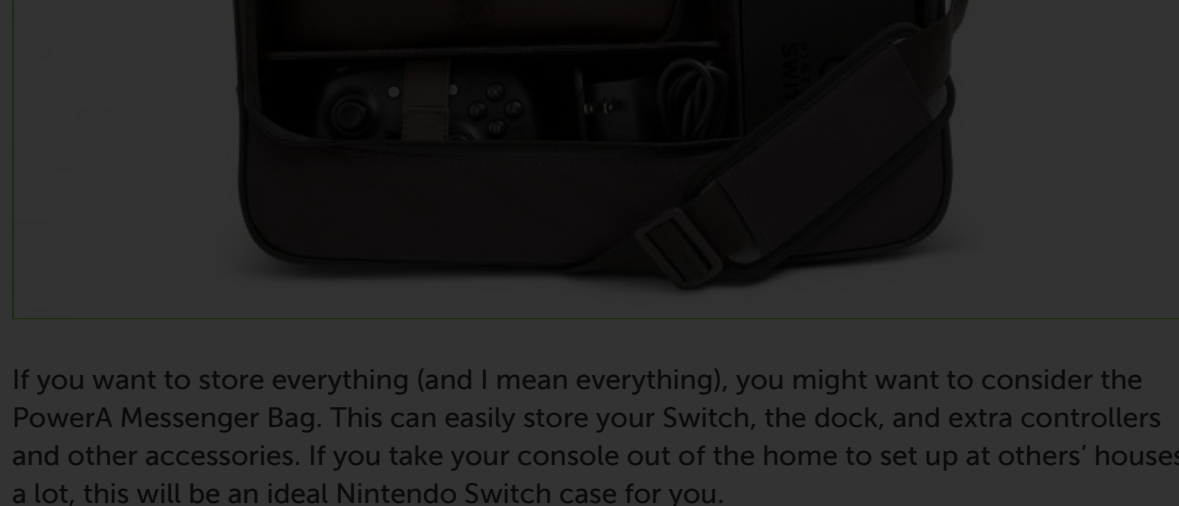 SWI
If you want to store everything (and I mean everything), you might want to consider the
PowerA Messenger Bag. This can easily store your Switch, the dock, and extra controllers
and other accessories. If you take your console out of the home to set up at others’ houses
a lot, this will be an ideal Nintendo Switch case for you.